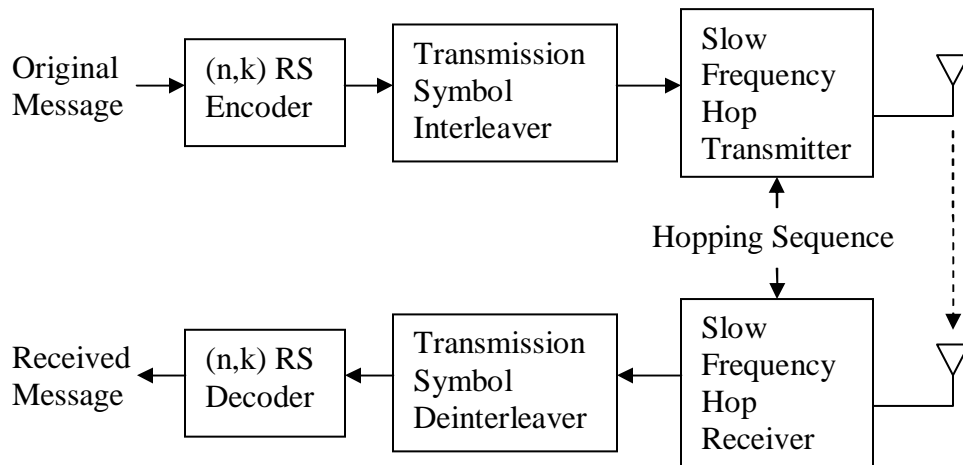 Original
Message
(n,k) RS
Encoder
Transmission
Symbol
Interleaver
Slow
Frequency
Hop
Transmitter
Hopping Sequence
Received
Message
(n,k) RS
Decoder
Transmission
Symbol
Deinterleaver
Slow
Frequency
Hop
Receiver